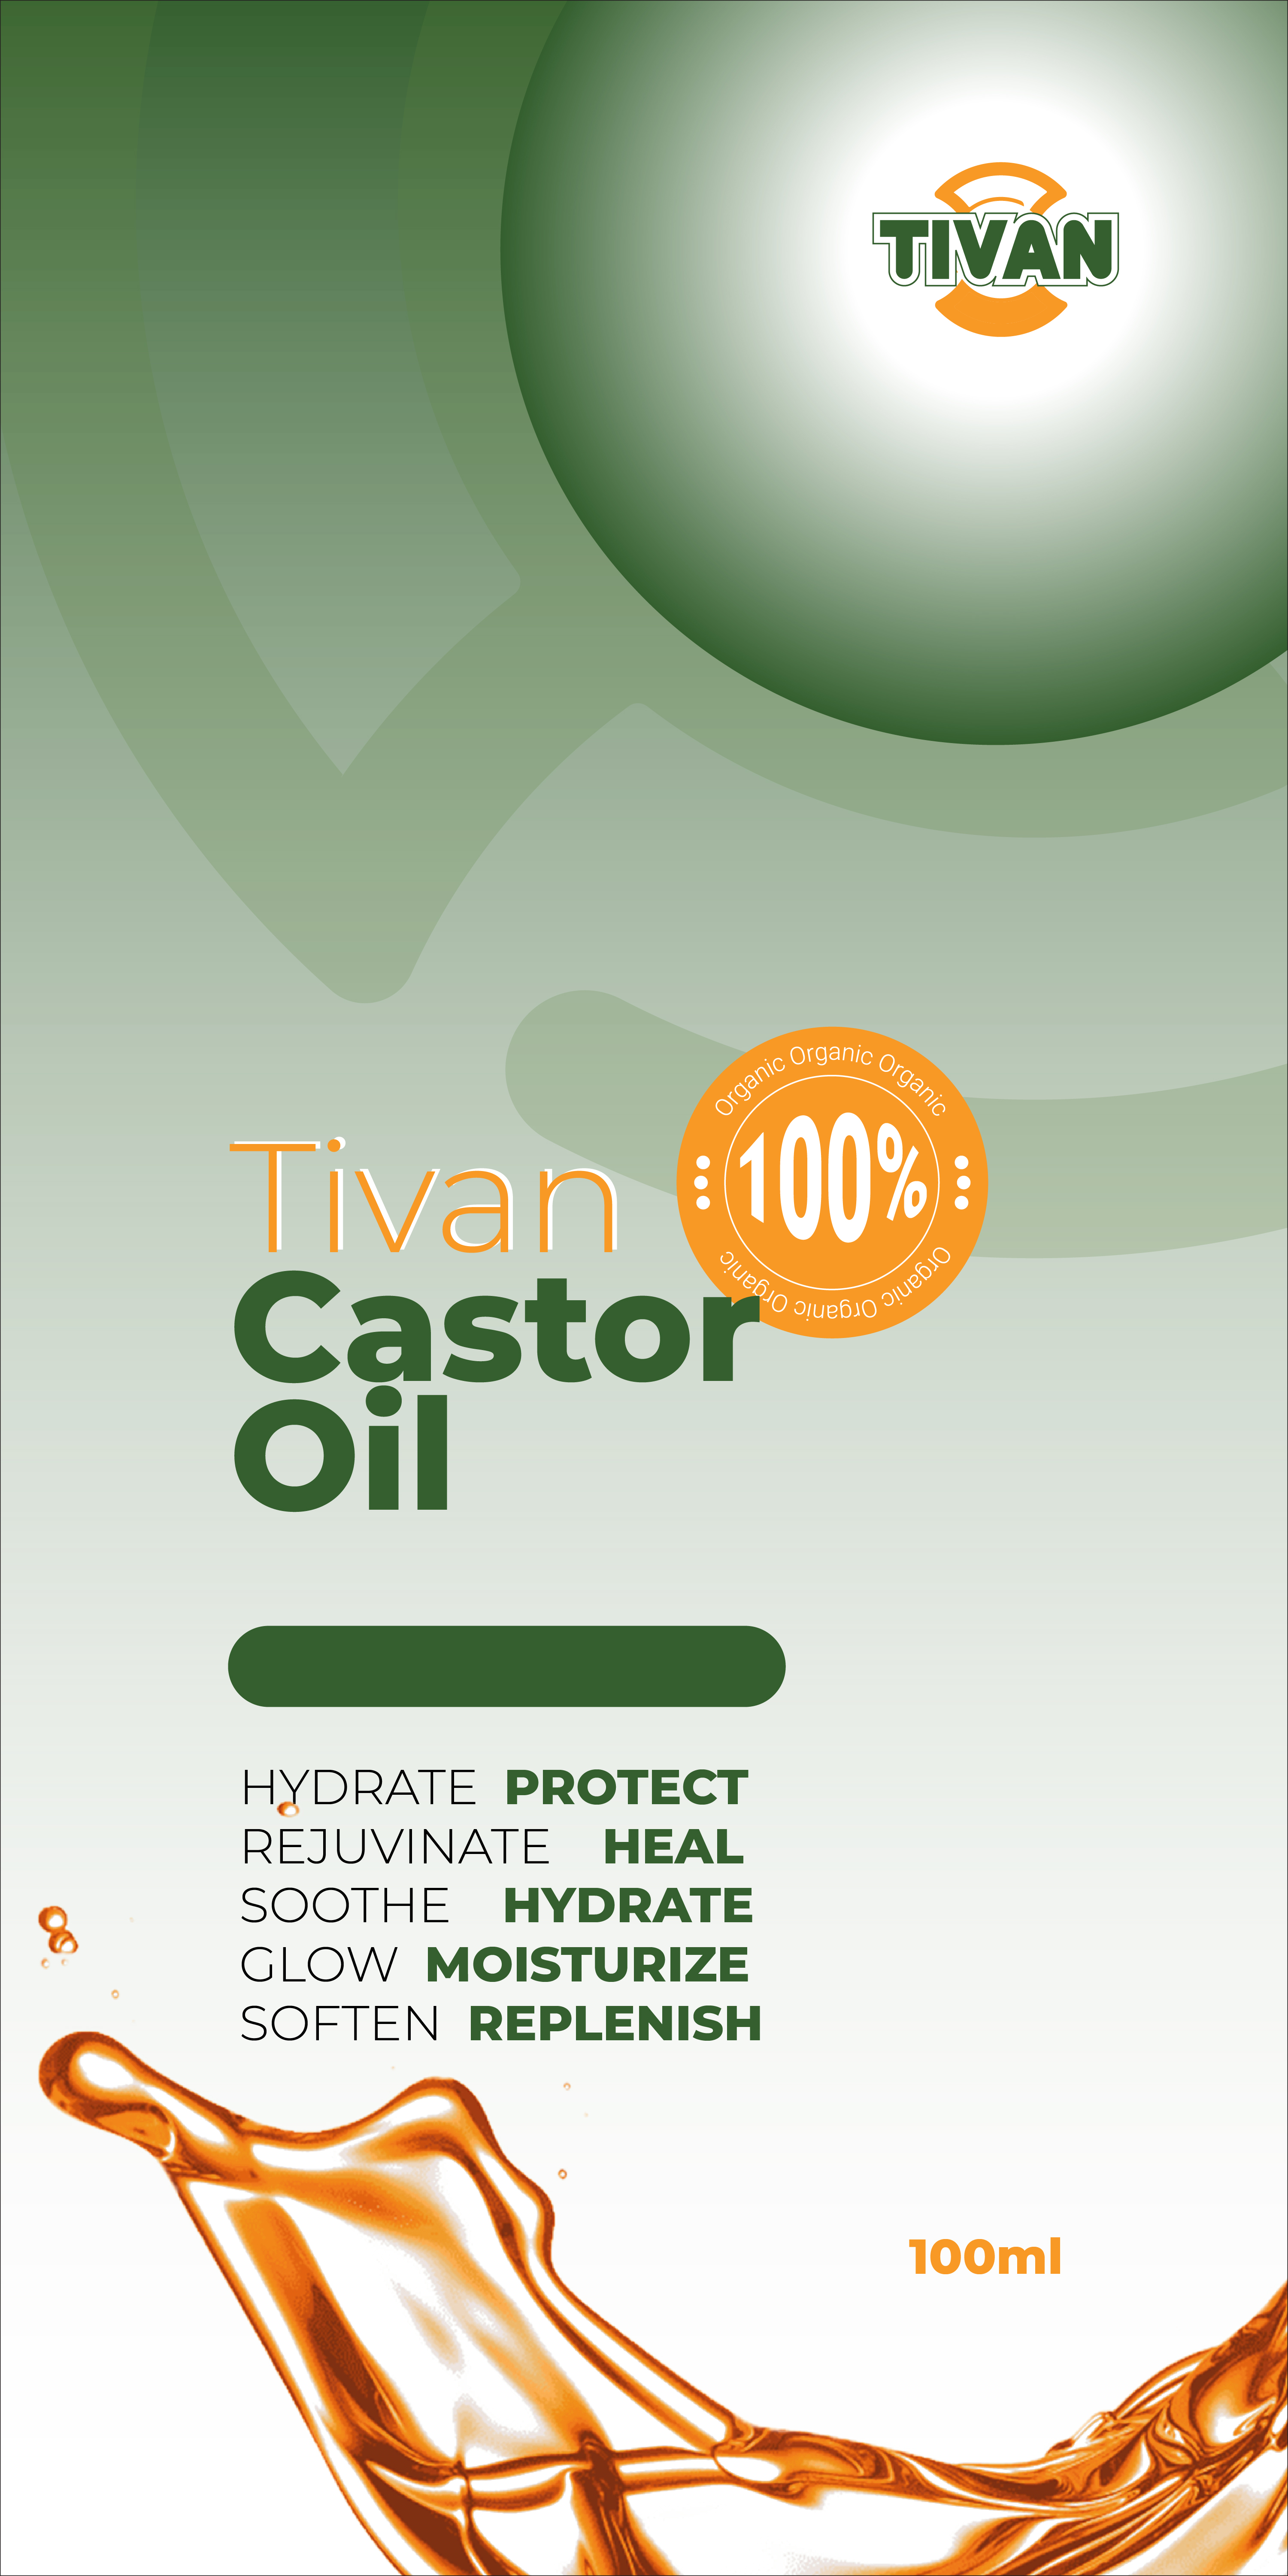 TIVAN
Organic Organic Organic
100%
Organic Organic Organic
Tivan
Castor
Oil
HYDRATE PROTECT
REJUVINATE HEAL
SOOTHE HYDRATE
GLOW MOISTURIZE
SOFTEN REPLENISH
100ml